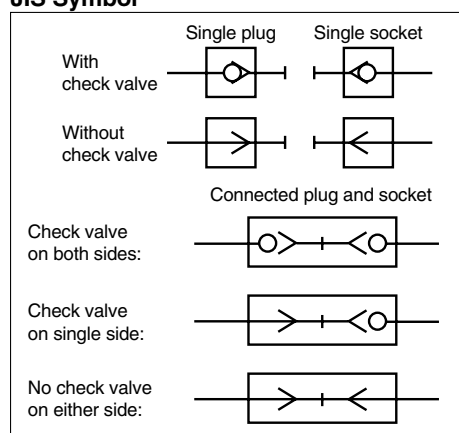 JIS Symbol
Single plug Single socket
With
check valve
Without
check valve
Connected plug and socket
Check valve
on both sides:
Check valve
on single side:
No check valve
on either side: